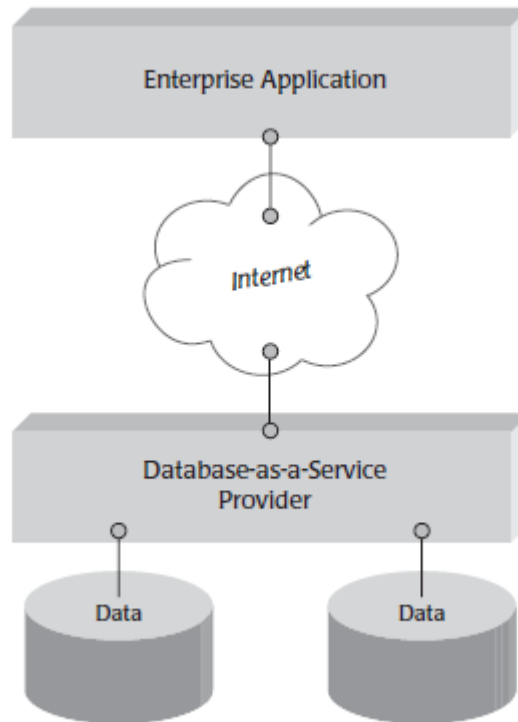 Enterprise Application
Internet
Database-as-a-Service
Provider
Data
Data